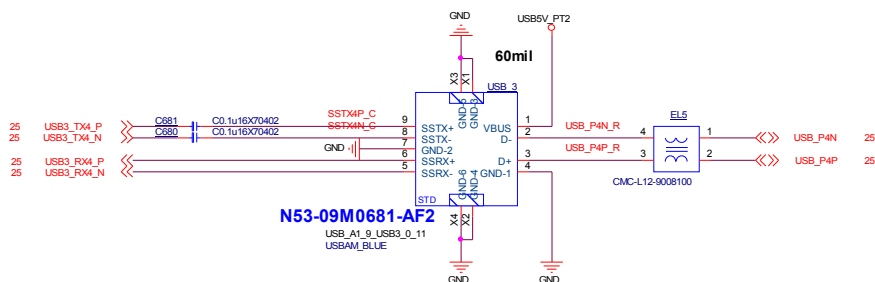 GND
USB5V_PT2
60mil
X3
X1
USB_3
GND-5
GND-3
25 USB3_TX4_P C681 C0.1u16X70402 SSTX4P_C 9 SSTX+ VBUS 1
25 USB3_TX4_N C680 C0.1u16X70402 SSTX4N_C 8 SSTX- D- 2 USB_P4N_R 4 EL5 1 USB_P4N 25
GND 7 GND-2
25 USB3_RX4_P 6 SSRX+ D+ 3 USB_P4P_R 3 2 USB_P4P 25
25 USB3_RX4_N 5 SSRX- GND-1 4
GND-6
GND-4
CMC-L12-9008100
STD
N53-09M0681-AF2
X4
X2
USB_A1_9_USB3_0_11
USBAM_BLUE
GND
GND